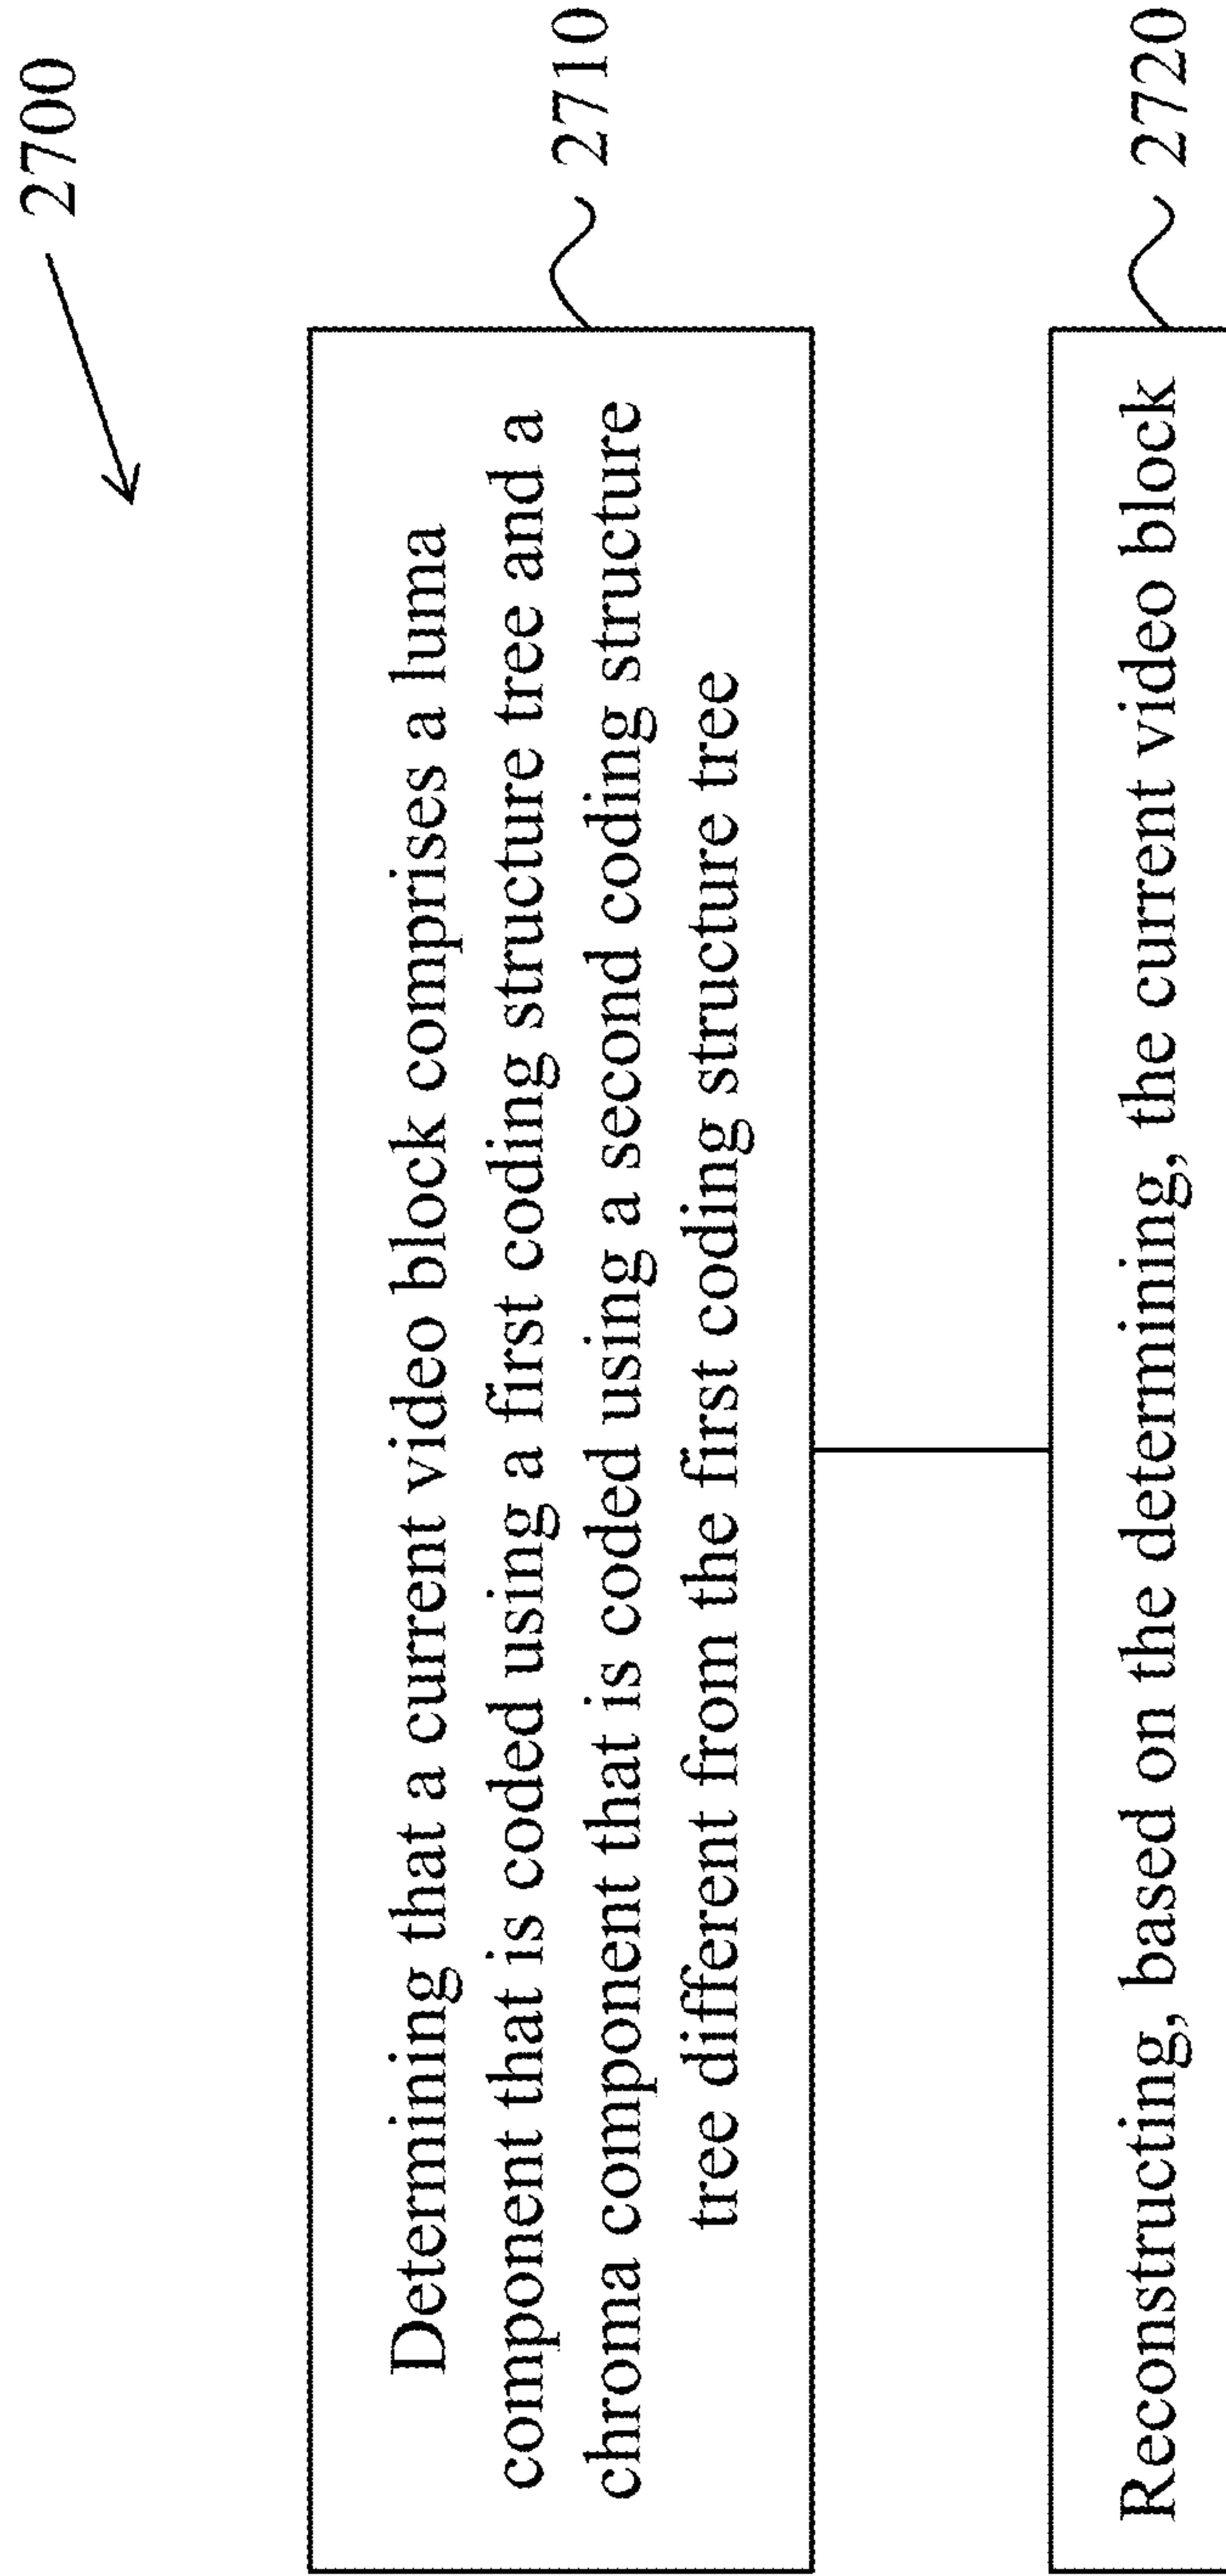 2700
Determining that a current video block comprises a luma
component that is coded using a first coding structure tree and a
chroma component that is coded using a second coding structure
tree different from the first coding structure tree
2710
Reconstructing, based on the determining, the current video block
2720